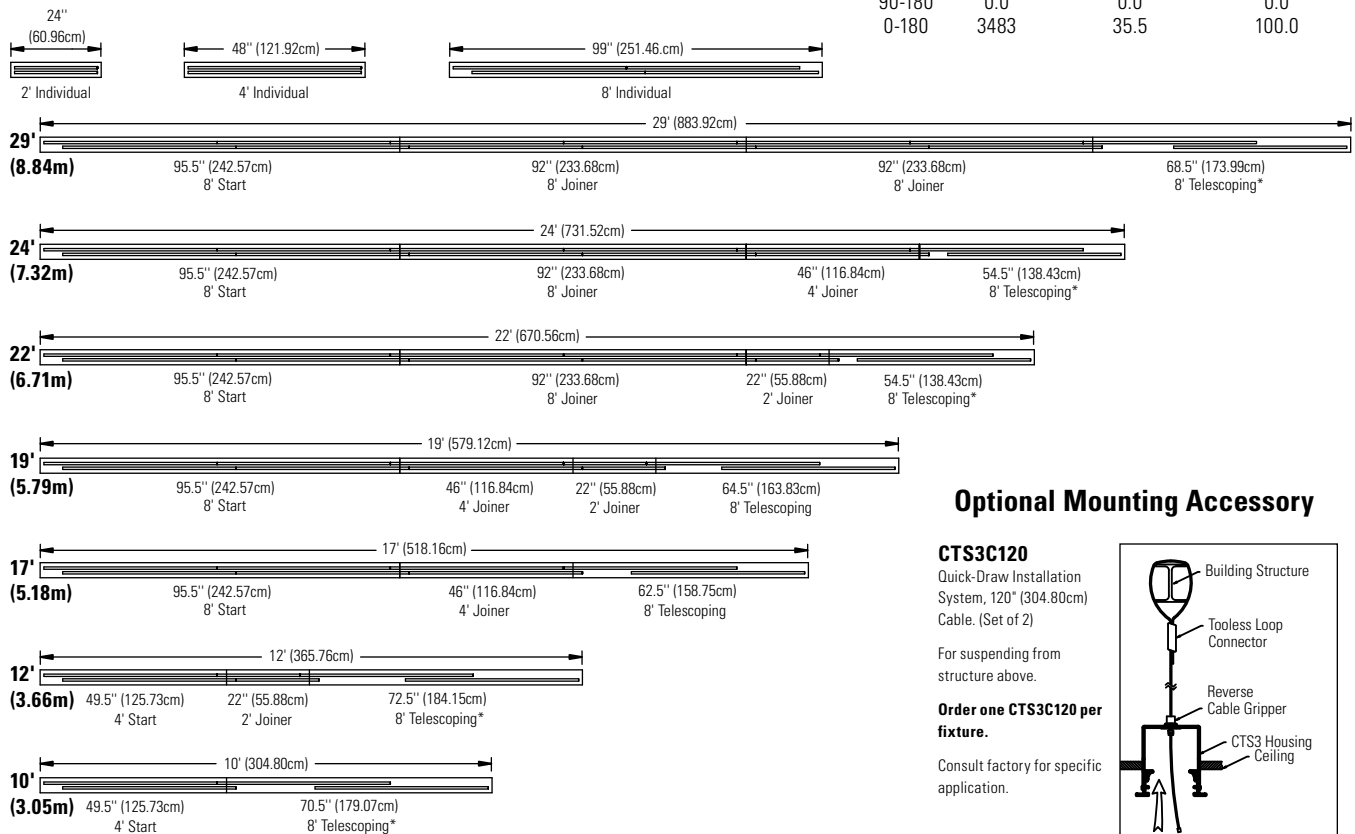 90-180 0.0 0.0 0.0
0-180 3483 35.5 100.0
24"
(60.96cm)
48" (121.92cm)
99" (251.46.cm)
2' Individual
4' Individual
8' Individual
29' (883.92cm)
29'
(8.84m)
95.5" (242.57cm)
8' Start
92" (233.68cm)
8' Joiner
92" (233.68cm)
8' Joiner
68.5" (173.99cm)
8' Telescoping*
24' (731.52cm)
24'
(7.32m)
95.5" (242.57cm)
8' Start
92" (233.68cm)
8' Joiner
46" (116.84cm)
4' Joiner
54.5" (138.43cm)
8' Telescoping*
22' (670.56cm)
22'
(6.71m)
95.5" (242.57cm)
8' Start
92" (233.68cm)
8' Joiner
22" (55.88cm)
2' Joiner
54.5" (138.43cm)
8' Telescoping*
19' (579.12cm)
19'
(5.79m)
95.5" (242.57cm)
8' Start
46" (116.84cm)
4' Joiner
22" (55.88cm)
2' Joiner
64.5" (163.83cm)
8' Telescoping
17' (518.16cm)
17'
(5.18m)
95.5" (242.57cm)
8' Start
46" (116.84cm)
4' Joiner
62.5" (158.75cm)
8' Telescoping
12' (365.76cm)
12'
(3.66m)
49.5" (125.73cm)
4' Start
22" (55.88cm)
2' Joiner
72.5" (184.15cm)
8' Telescoping*
10' (304.80cm)
10'
(3.05m)
49.5" (125.73cm)
4' Start
70.5" (179.07cm)
8' Telescoping*
Optional Mounting Accessory
CTS3C120
Quick-Draw Installation
System, 120" (304.80cm)
Cable. (Set of 2)
For suspending from
structure above.
Order one CTS3C120 per
fixture.
Consult factory for specific
application.
Building Structure
Tooless Loop
Connector
Reverse
Cable Gripper
CTS3 Housing
Ceiling